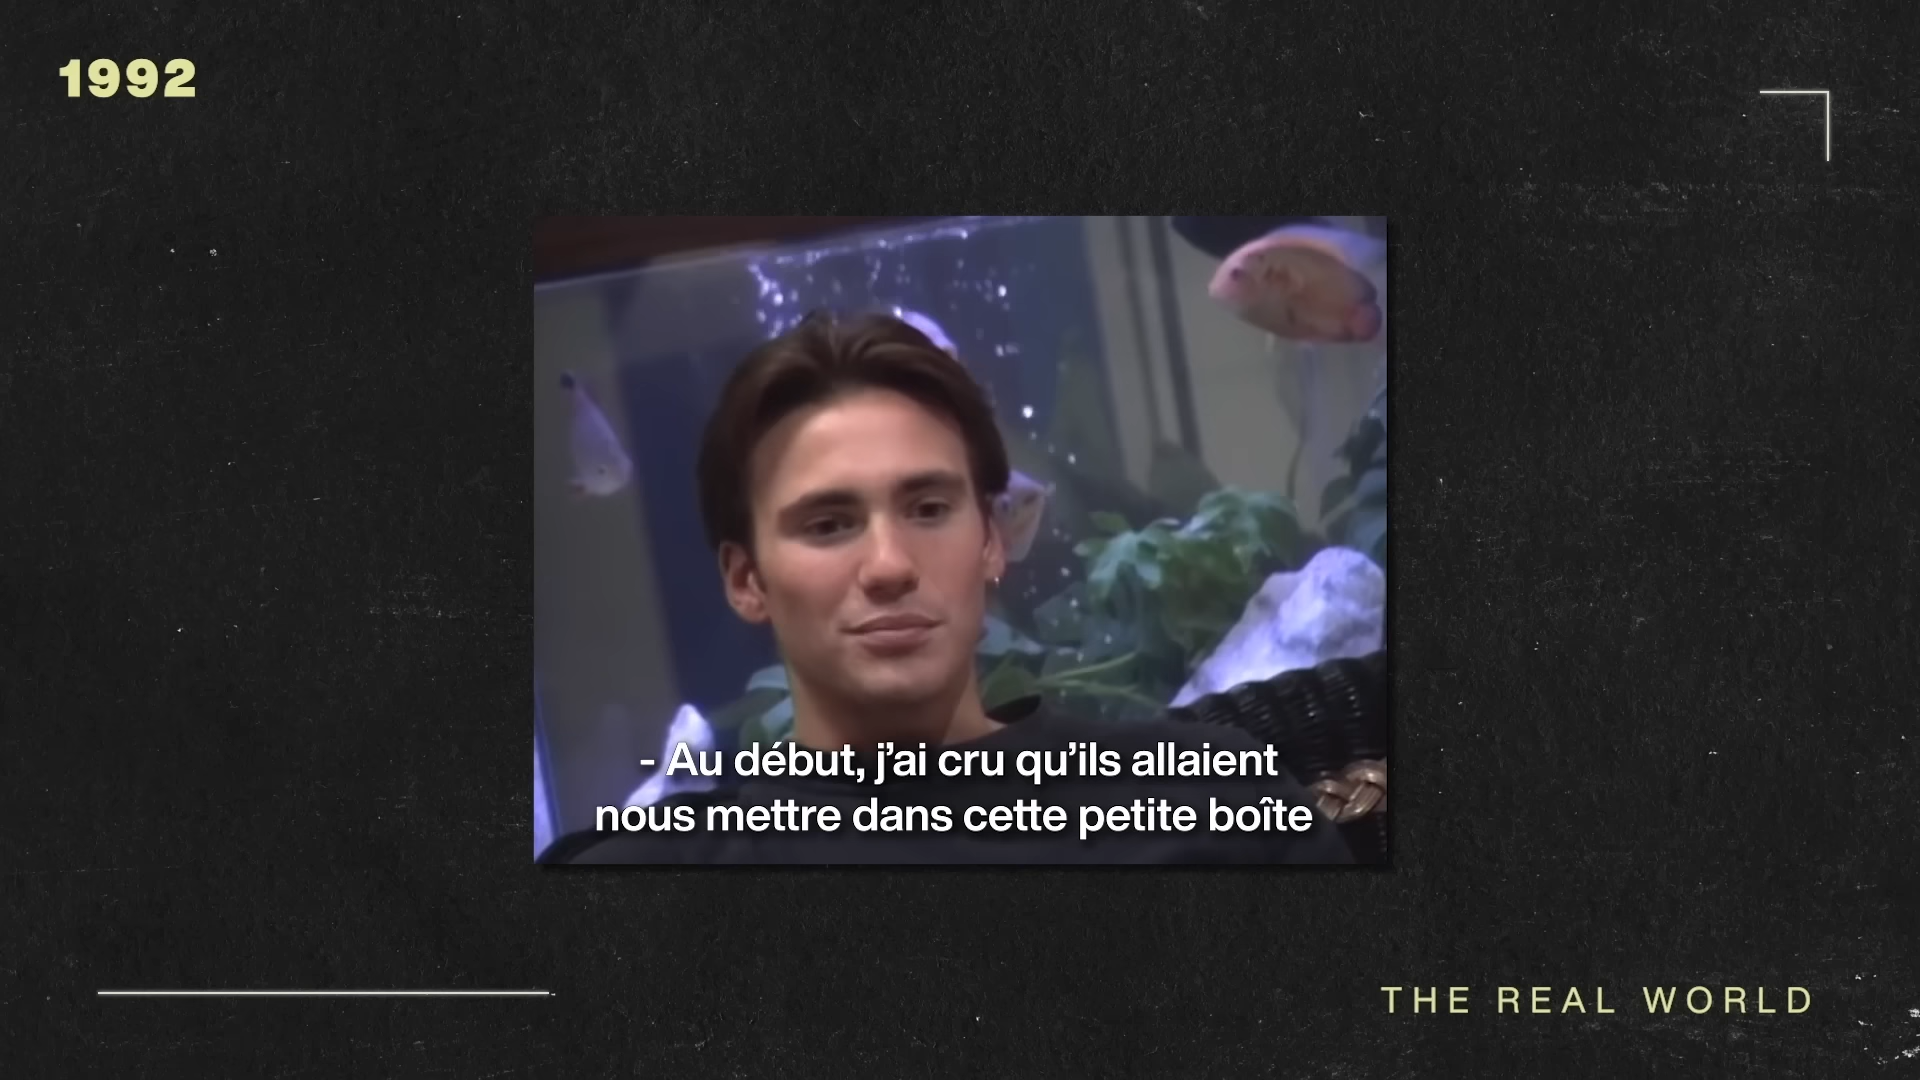 1992
- Au début, j’ai cru qu’ils allaient
nous mettre dans cette petite boîte
THE REAL WORLD